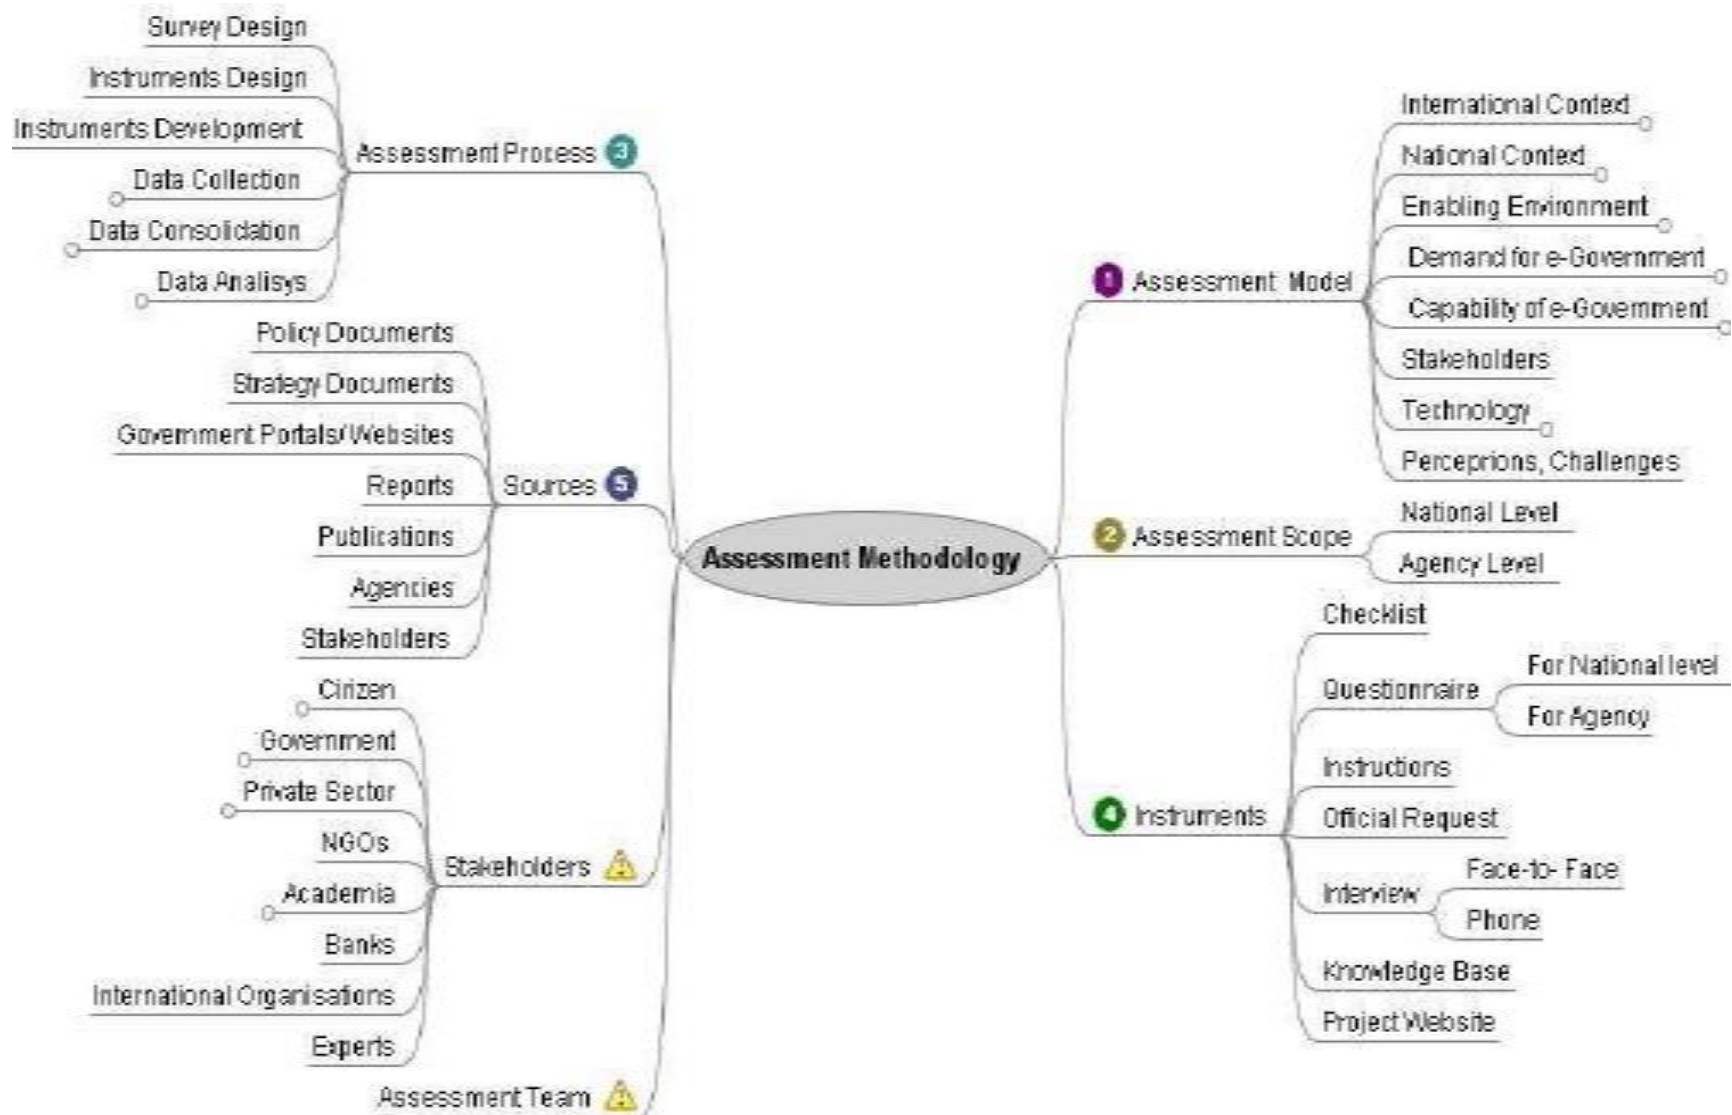 Assessment Methodology
1 Assessment Model
International Context
National Context
Enabling Environment
Demand for e-Government
Capability of e-Government
Stakeholders
Technology
Perceprions, Challenges
2 Assessment Scope
National Level
Agency Level
Assessment Process 3
Survey Design
Instruments Design
Instruments Development
Data Collection
Data Consolidation
Data Analisys
4 Instruments
Checklist
Questionnaire
For National level
For Agency
Instructions
Official Request
Interview
Face-to- Face
Phone
Knowledge Base
Project Website
Sources 5
Policy Documents
Strategy Documents
Government Portals/Websites
Reports
Publications
Agencies
Stakeholders
Stakeholders
Cirizen
Government
Private Sector
NGOs
Academia
Banks
International Organisations
Experts
Assessment Team